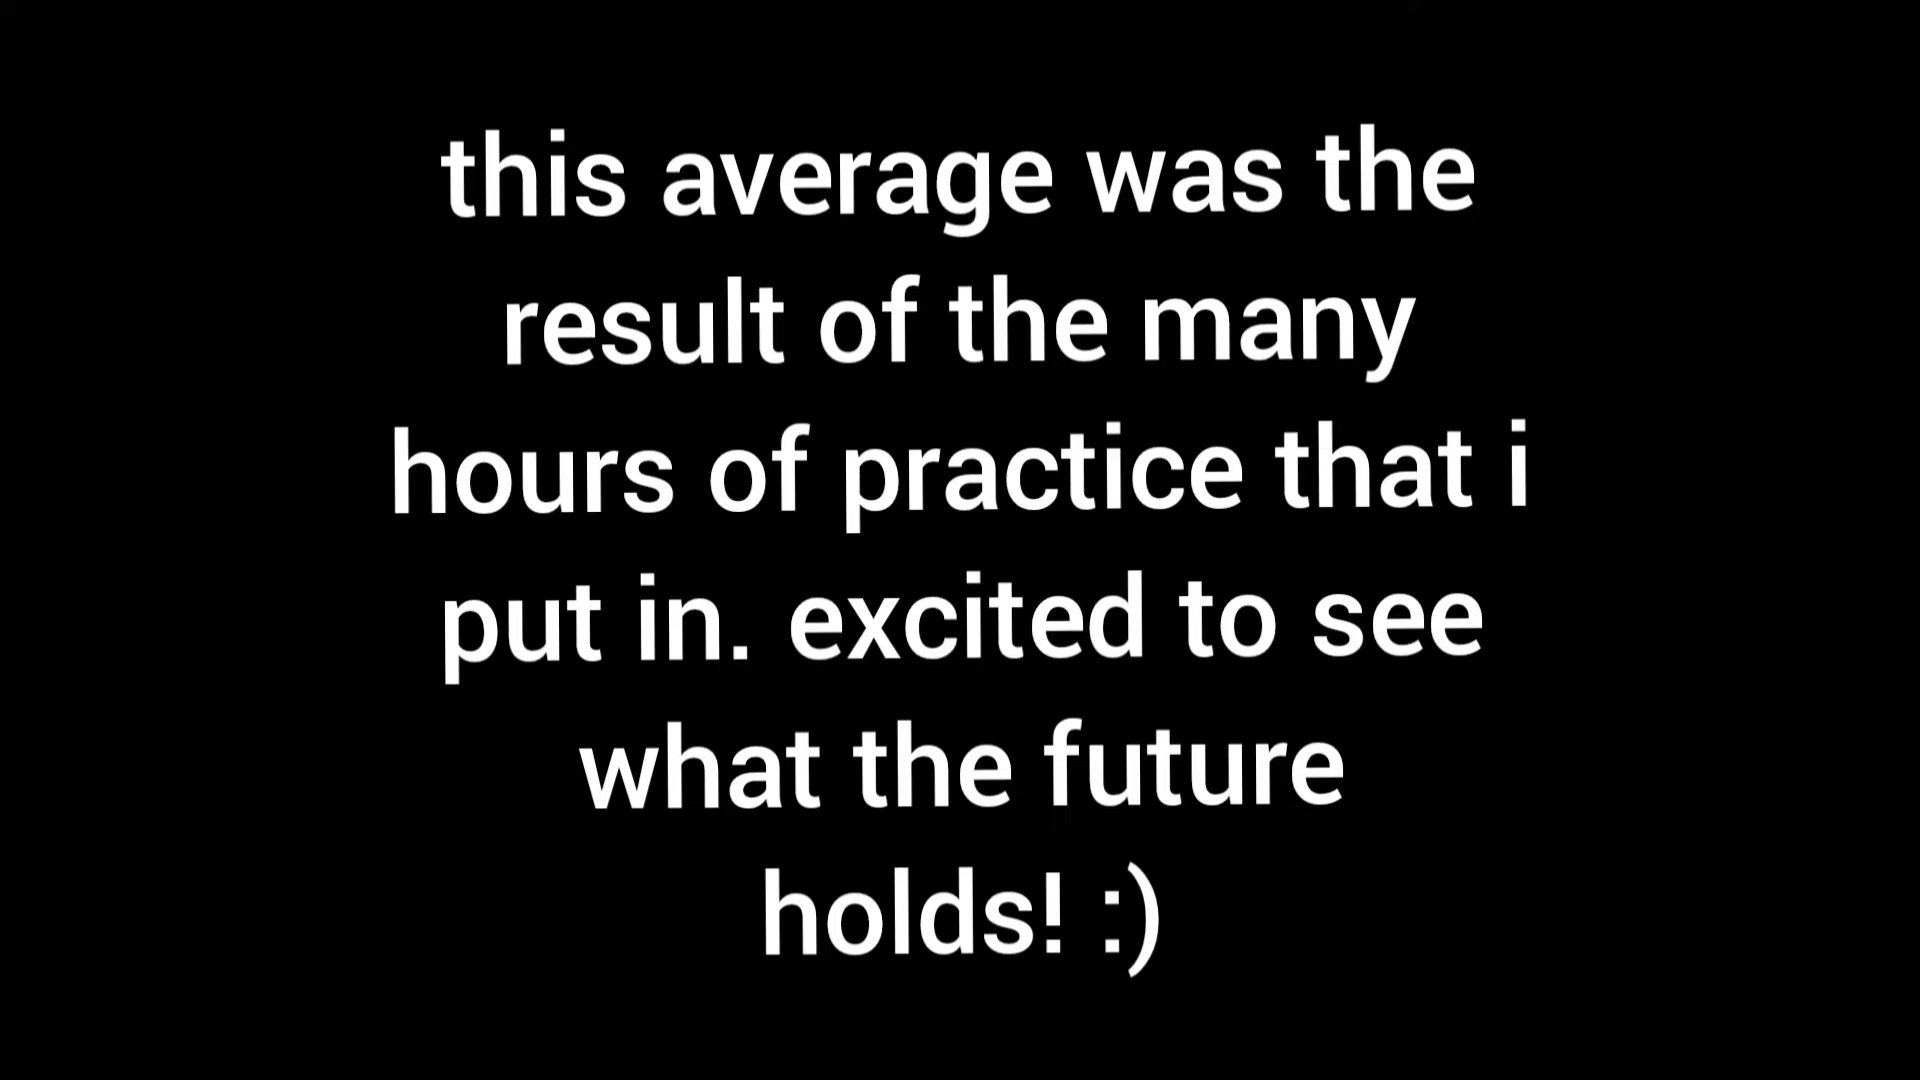 this average was the
result of the many
hours of practice that i
put in. excited to see
what the future
holds! :)